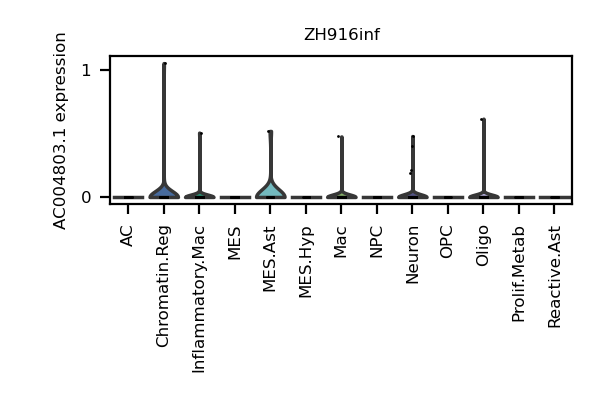 ZH916inf
AC004803.1 expression
1
0
AC
Chromatin.Reg
Inflammatory.Mac
MES
MES.Ast
MES.Hyp
Mac
NPC
Neuron
OPC
Oligo
Prolif.Metab
Reactive.Ast